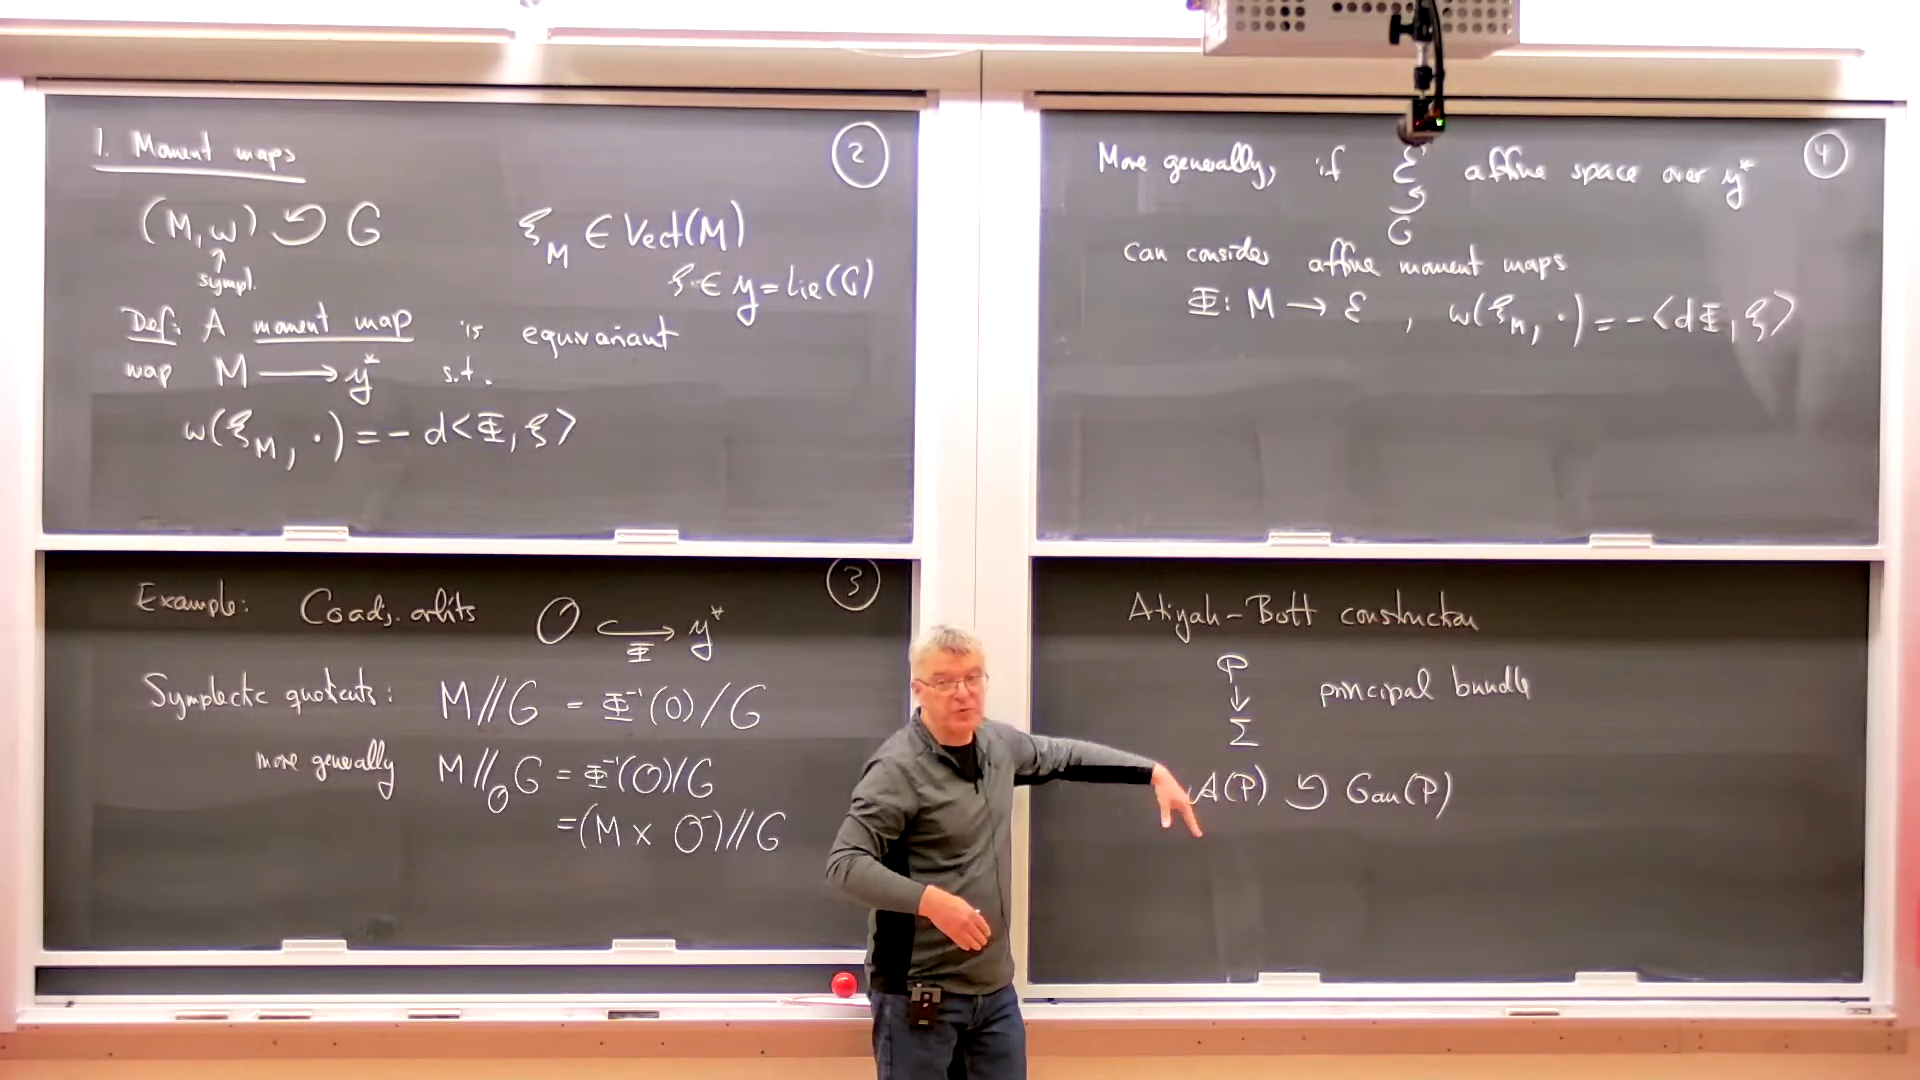 1. Moment maps
②
(M, ω) ↺ G
ξ_M ∈ Vect(M)
↑
sympl.
ξ ∈ 𝔤 = Lie(G)
Def: A moment map is equivariant
map M ⟶ 𝔤* s.t.
ω(ξ_M, ·) = - d<Φ, ξ>
③
Example: Coadj. orbits O ↪ 𝔤*
Φ
Symplectic quotients: M//G = Φ⁻¹(0)/G
more generally M//_O G = Φ⁻¹(O)/G
= (M × O⁻)//G
④
More generally, if ℰ affine space over 𝔤*
↺
G
can consider affine moment maps
Φ: M → ℰ , ω(ξ_M, ·) = - <dΦ, ξ>
Atiyah-Bott construction
P
↓
Σ
principal bundle
A(P) ↺ Gau(P)